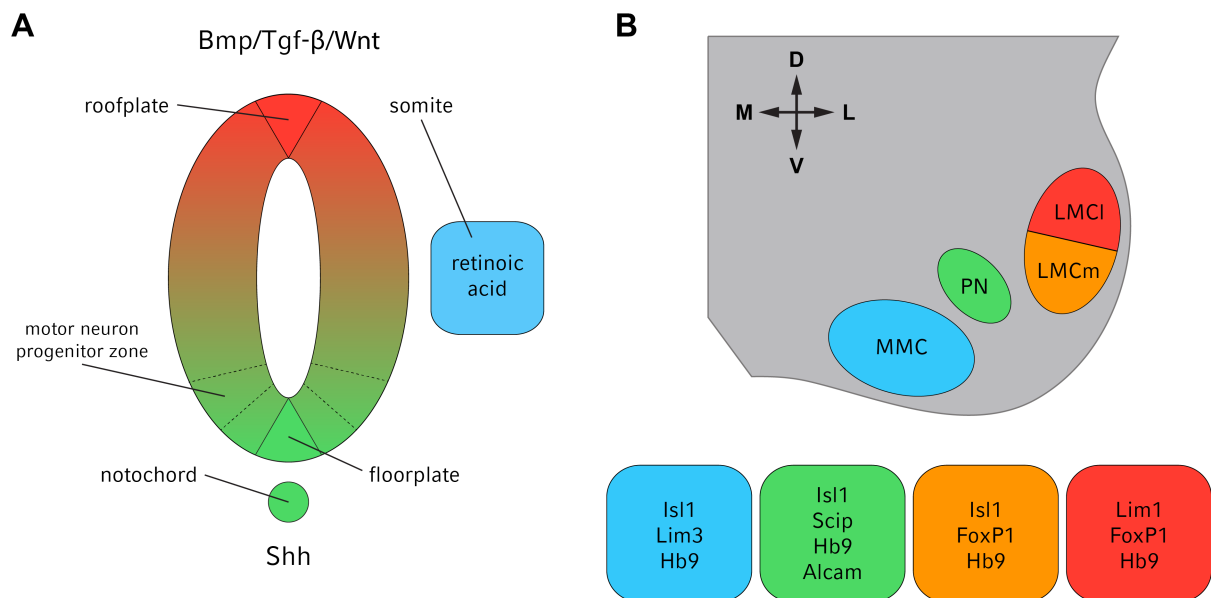 A
Bmp/Tgf-β/Wnt
roofplate
somite
retinoic
acid
motor neuron
progenitor zone
notochord
floorplate
Shh
B
D
M
L
V
LMCl
LMCm
PN
MMC
Isl1
Lim3
Hb9
Isl1
Scip
Hb9
Alcam
Isl1
FoxP1
Hb9
Lim1
FoxP1
Hb9